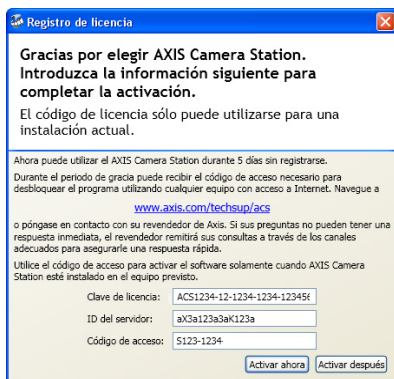 Registro de licencia
Gracias por elegir AXIS Camera Station.
Introduzca la información siguiente para
completar la activación.
El código de licencia sólo puede utilizarse para una
instalación actual.
Ahora puede utilizar el AXIS Camera Station durante 5 días sin registrarse.
Durante el periodo de gracia puede recibir el código de acceso necesario para
desbloquear el programa utilizando cualquier equipo con acceso a Internet. Navegue a
www.axis.com/techsup/acs
o póngase en contacto con su revendedor de Axis. Si sus preguntas no pueden tener una
respuesta inmediata, el revendedor remitirá sus consultas a través de los canales
adecuados para asegurarle una respuesta rápida.
Utilice el código de acceso para activar el software solamente cuando AXIS Camera
Station esté instalado en el equipo previsto.
Clave de licencia: ACS1234-12-1234-1234-123456
ID del servidor: aX3a123a3aK123a
Código de acceso: S123-1234
Activar ahora Activar después